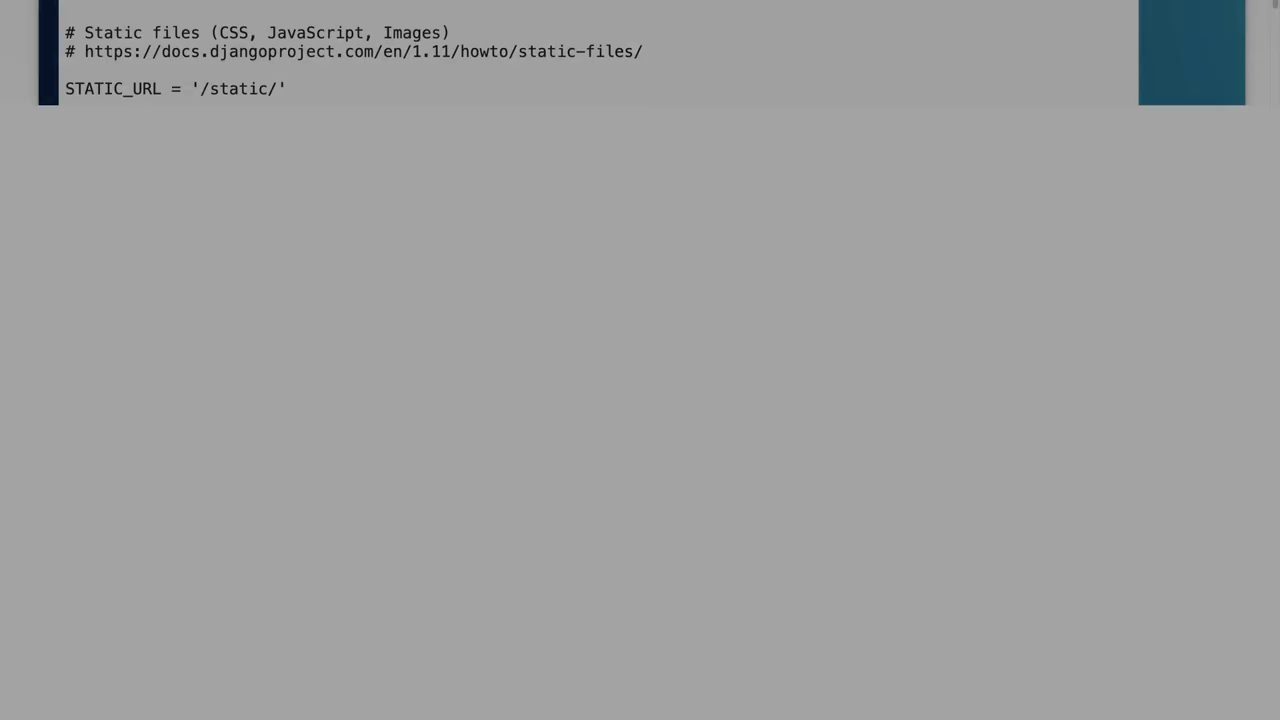 # Static files (CSS, JavaScript, Images)
# https://docs.djangoproject.com/en/1.11/howto/static-files/
STATIC_URL = '/static/'